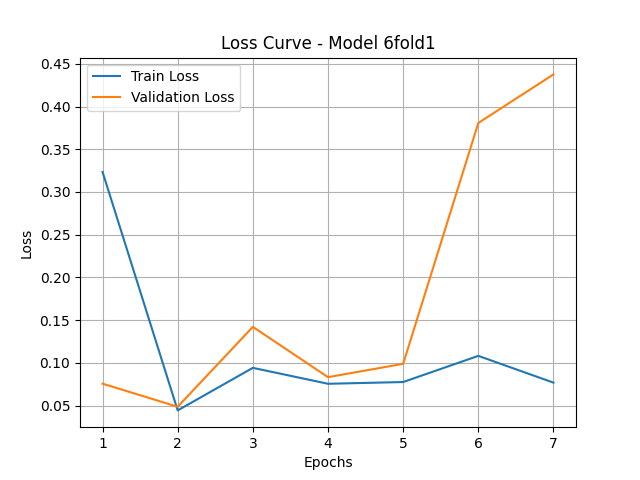 Loss Curve - Model 6fold1
Train Loss
Validation Loss
0.45
0.40
0.35
0.30
0.25
0.20
0.15
0.10
0.05
Loss
1 2 3 4 5 6 7
Epochs